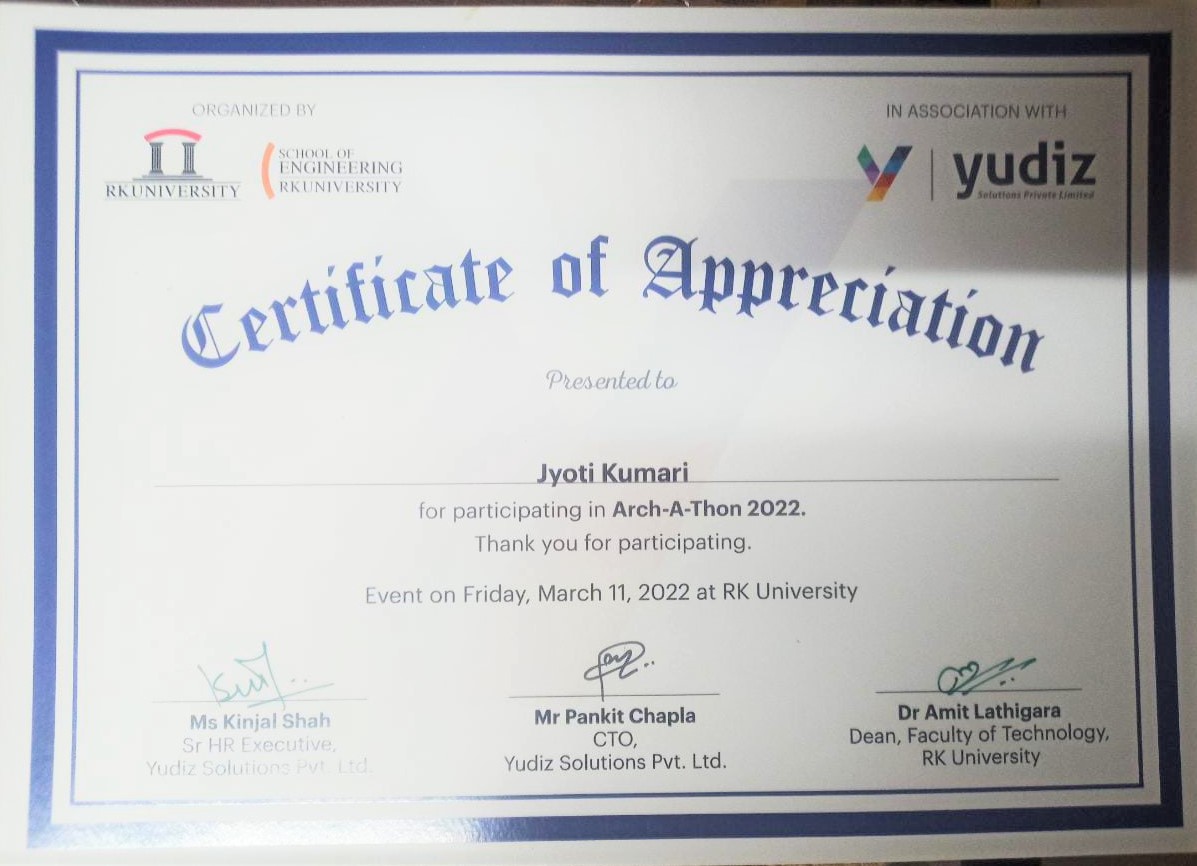 ORGANIZED BY
IN ASSOCIATION WITH
RKUNIVERSITY
SCHOOL OF
ENGINEERING
RKUNIVERSITY
yudiz
Solutions Private Limited
Certificate of Appreciation
Presented to
Jyoti Kumari
for participating in Arch-A-Thon 2022.
Thank you for participating.
Event on Friday, March 11, 2022 at RK University
Ms Kinjal Shah
Sr HR Executive,
Yudiz Solutions Pvt. Ltd.
Mr Pankit Chapla
CTO,
Yudiz Solutions Pvt. Ltd.
Dr Amit Lathigara
Dean, Faculty of Technology,
RK University